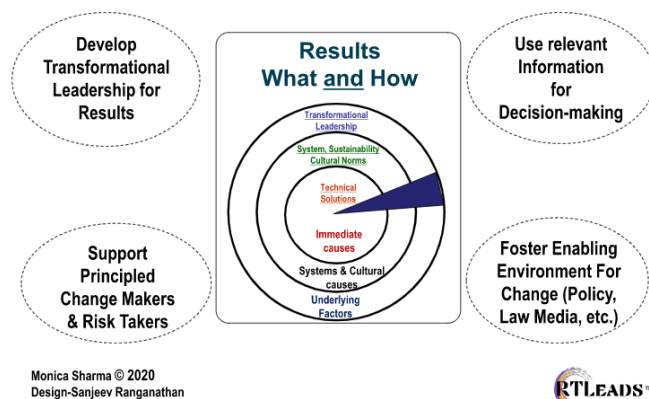 Develop
Transformational
Leadership for
Results
Results
What and How
Use relevant
Information
for
Decision-making
Transformational
Leadership
System, Sustainability
Cultural Norms
Technical
Solutions
Immediate
causes
Systems & Cultural
causes
Underlying
Factors
Support
Principled
Change Makers
& Risk Takers
Foster Enabling
Environment For
Change (Policy,
Law Media, etc.)
Monica Sharma © 2020
Design-Sanjeev Ranganathan
RTLEADS™